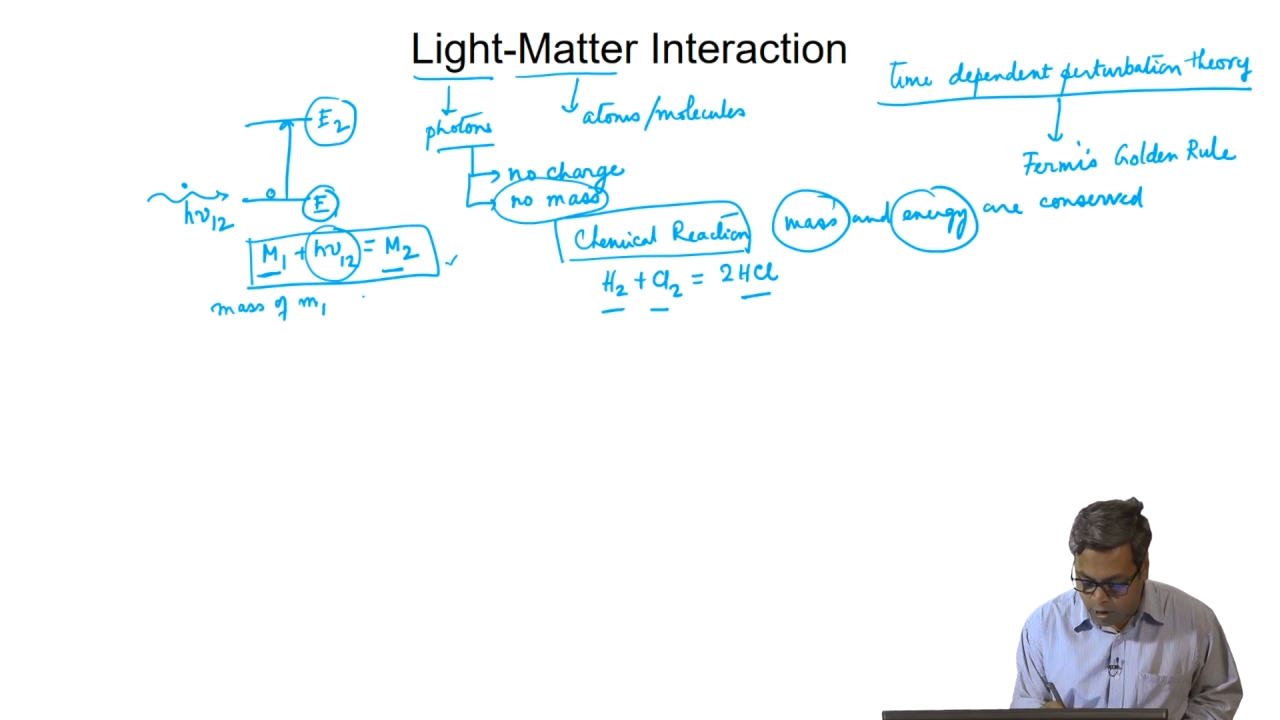 Light-Matter Interaction
Time dependent perturbation theory
E2
photons
atoms/molecules
Fermi's Golden Rule
no charge
hν12
E
no mass
mass and energy are conserved
Chemical Reaction
M1 + hν12 = M2
H2 + Cl2 = 2HCl
mass of m1